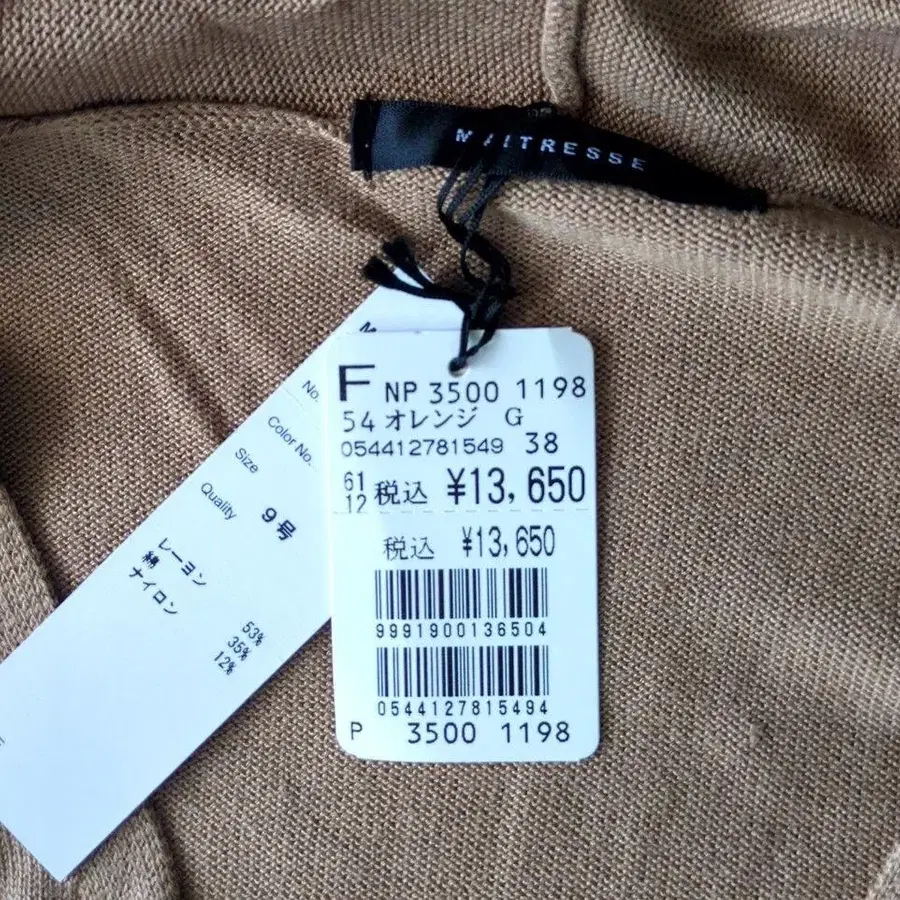 MAITRESSE
F NP 3500 1198
54 オレンジ G
054412781549 38
61
12 税込 ¥13,650
税込 ¥13,650
9991900136504
0544127815494
P 3500 1198
No.
Color No.
Size 9号
Quality
レーヨン 53%
綿 35%
ナイロン 12%